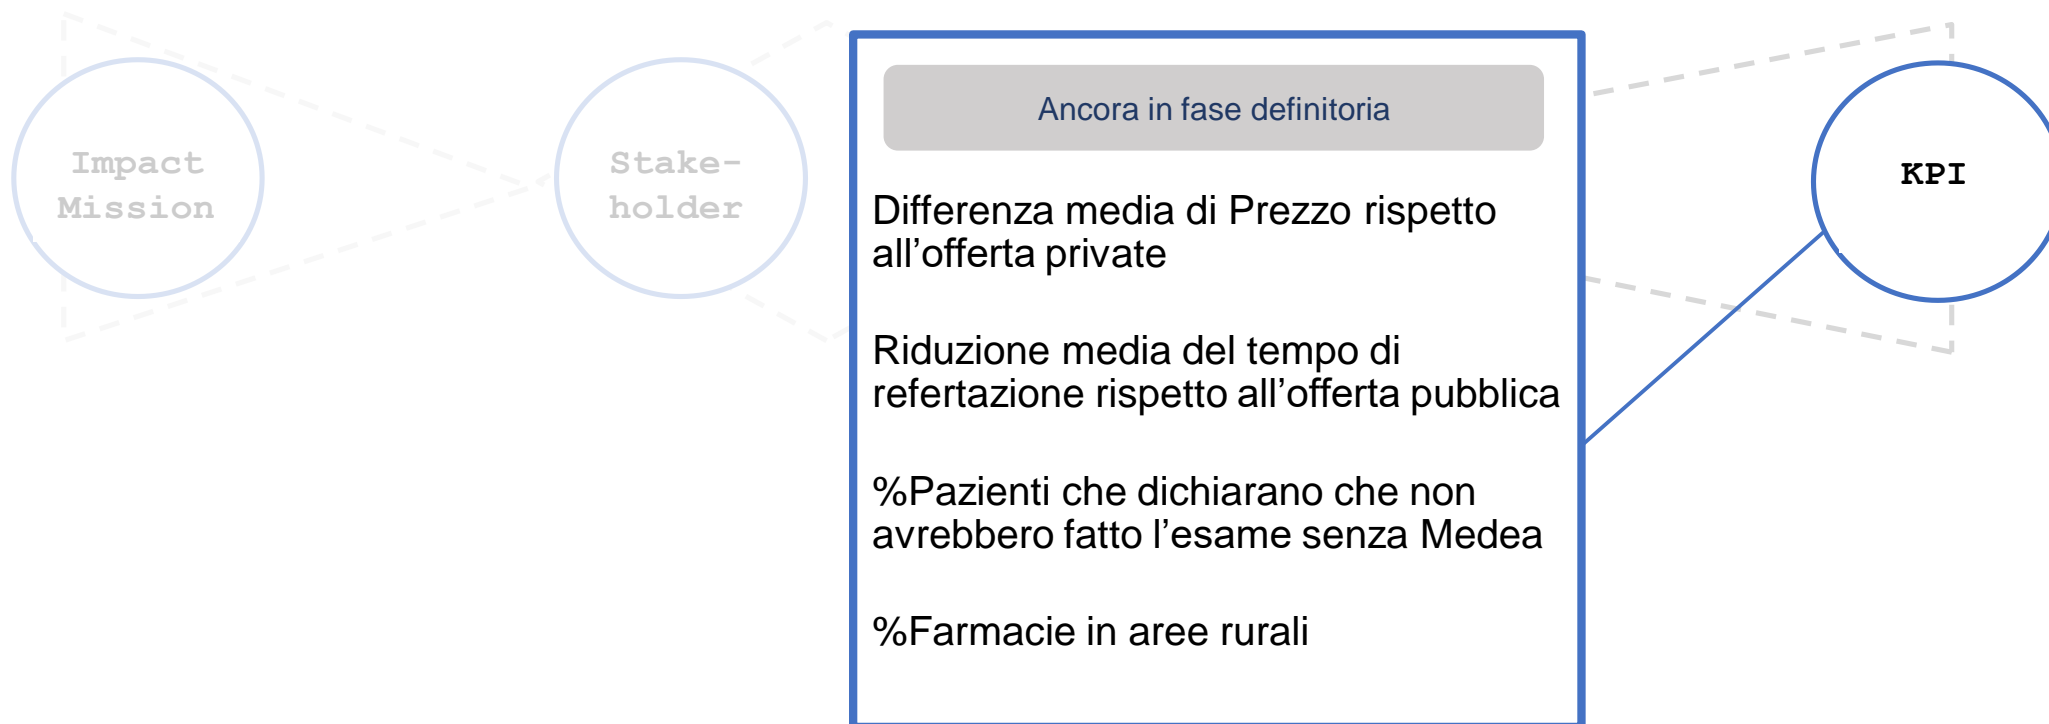 Impact
Mission
Stake-
holder
Ancora in fase definitoria
Differenza media di Prezzo rispetto
all’offerta private
Riduzione media del tempo di
refertazione rispetto all’offerta pubblica
%Pazienti che dichiarano che non
avrebbero fatto l’esame senza Medea
%Farmacie in aree rurali
KPI